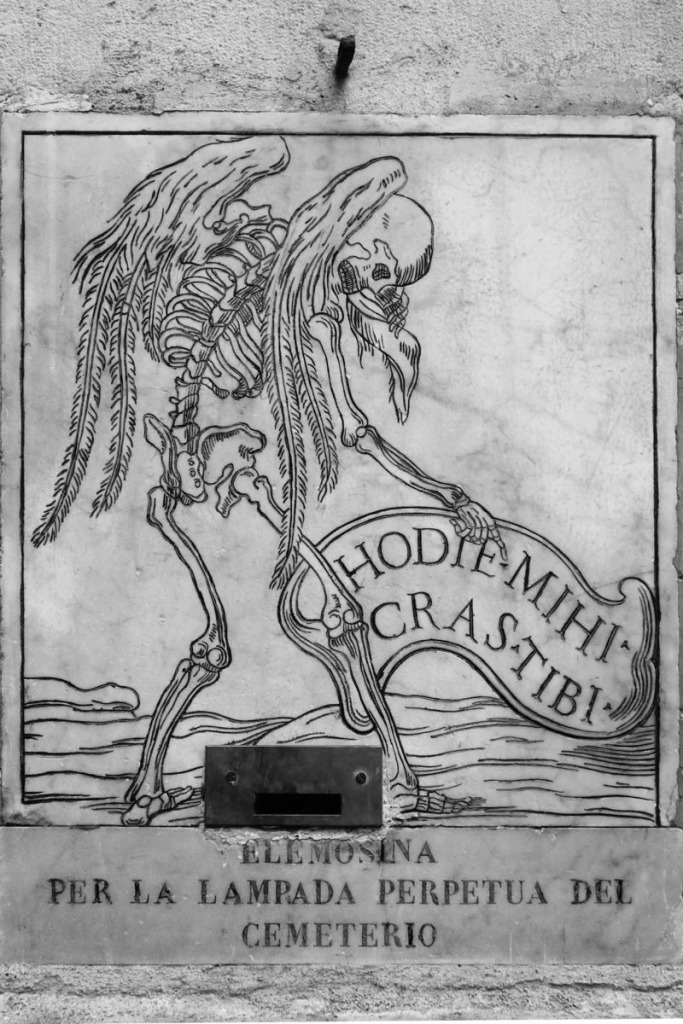 HODIE·MIHI·
CRAS·TIBI·
ELEMOSINA
PER LA LAMPADA PERPETUA DEL
CEMETERIO